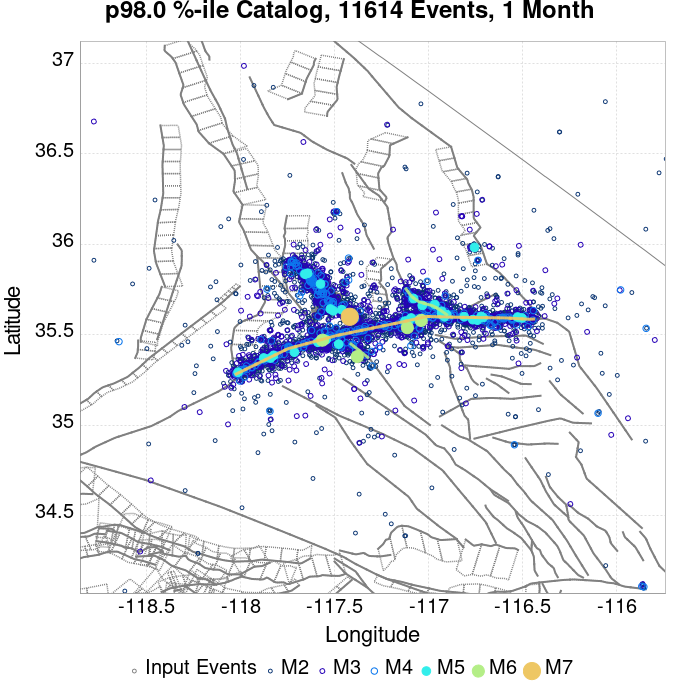 p98.0 %-ile Catalog, 11614 Events, 1 Month
37
36.5
36
35.5
35
34.5
Latitude
-118.5 -118 -117.5 -117 -116.5 -116
Longitude
Input Events M2 M3 M4 M5 M6 M7